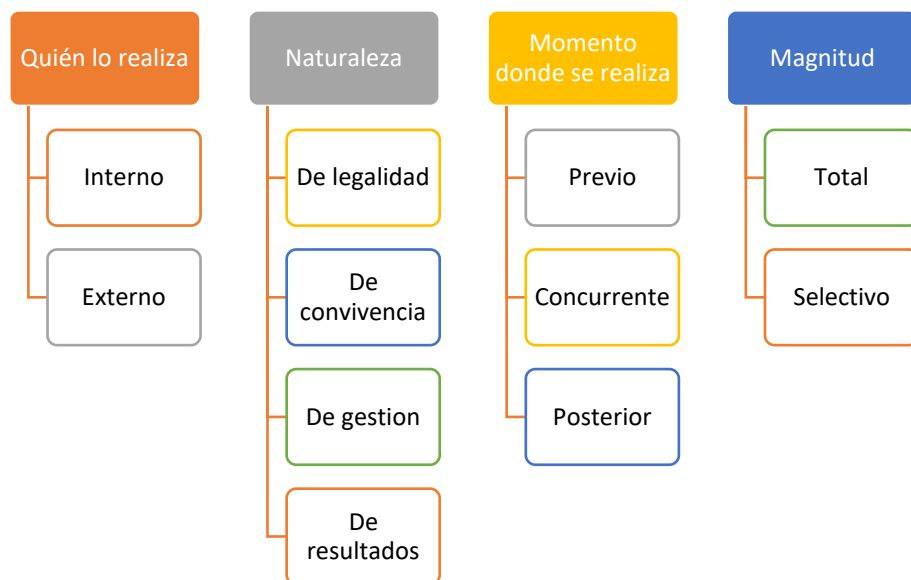 Quién lo realiza
Interno
Externo
Naturaleza
De legalidad
De
convivencia
De gestion
De
resultados
Momento
donde se realiza
Previo
Concurrente
Posterior
Magnitud
Total
Selectivo